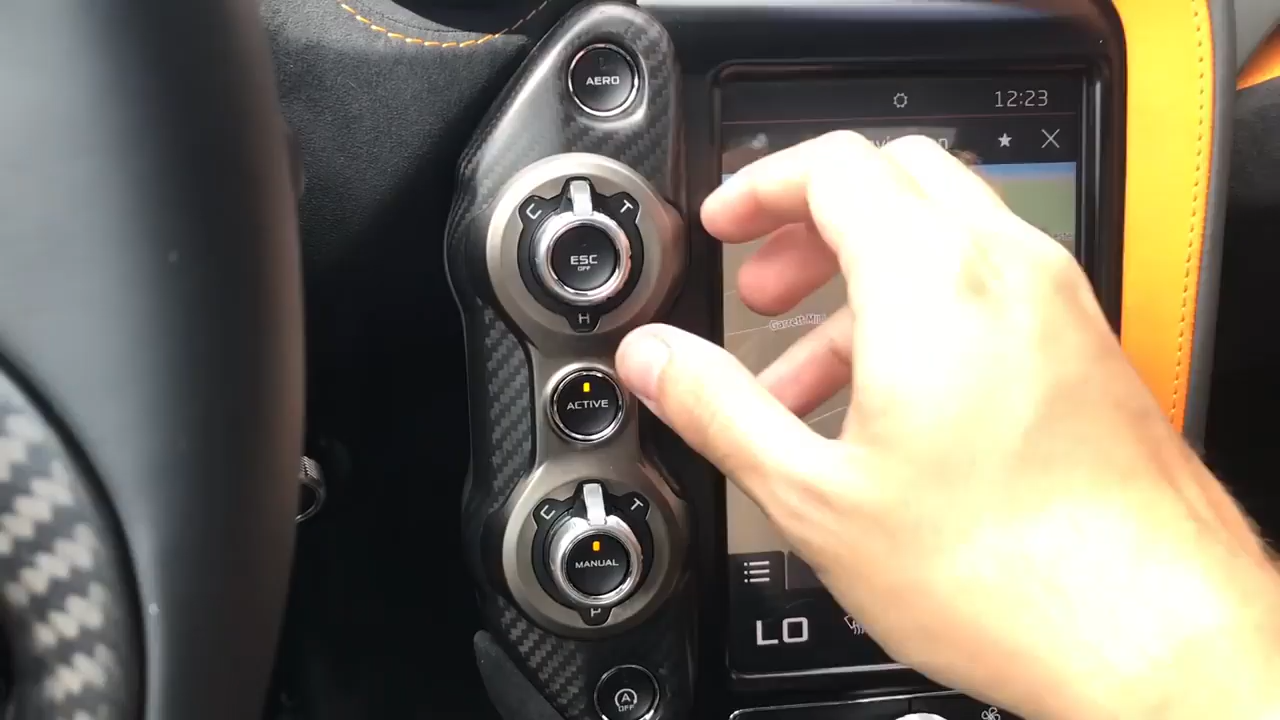 AERO
12:23
C
T
ESC
OFF
H
Garrett Mill
ACTIVE
C
T
MANUAL
H
LO
A
OFF